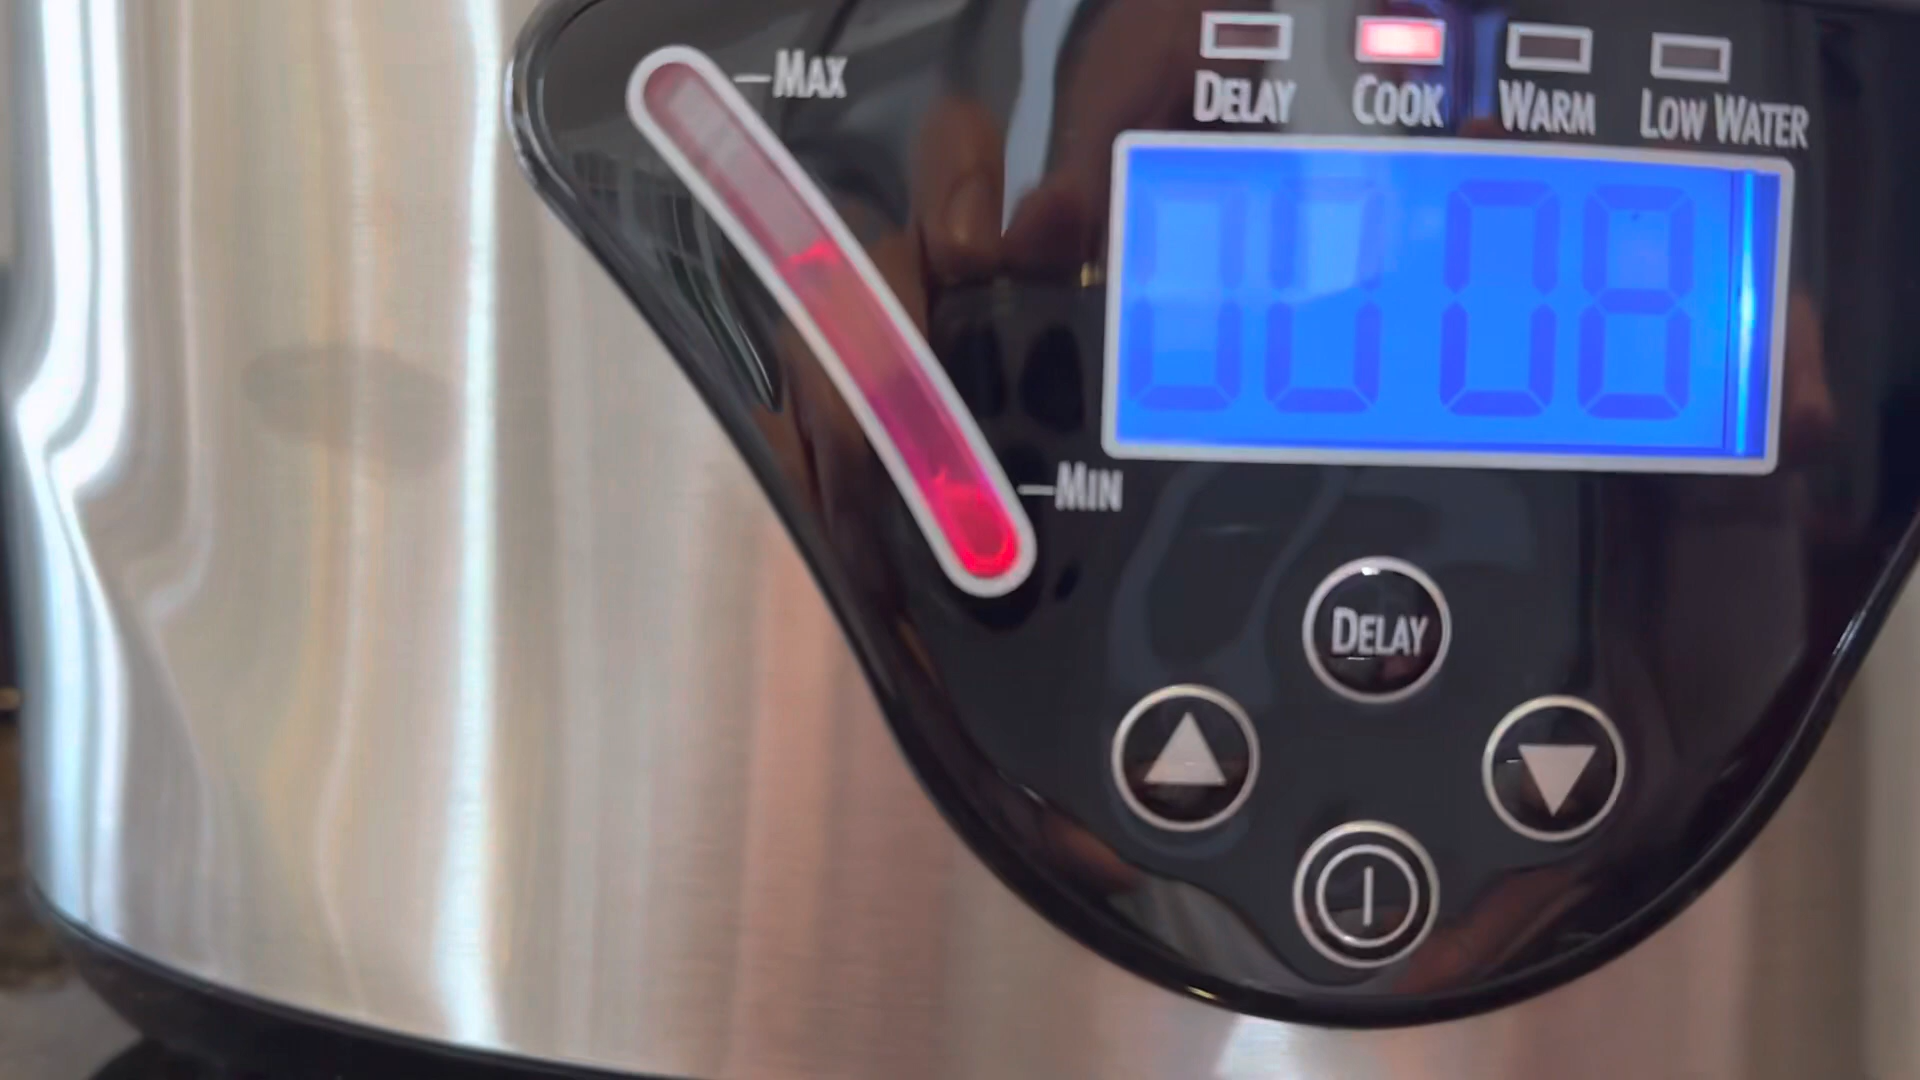 MAX
DELAY COOK WARM LOW WATER
00 08
MIN
DELAY